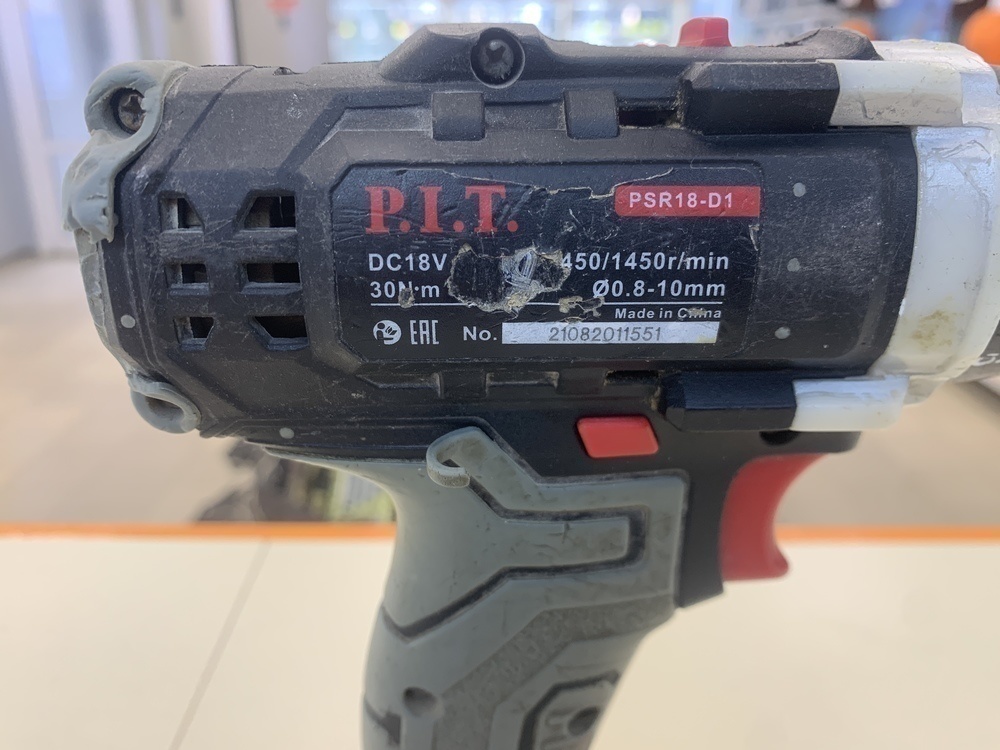 P.I.T.
PSR18-D1
DC18V 450/1450r/min
30N·m Ø0.8-10mm
Made in China
EAC No. 21082011551